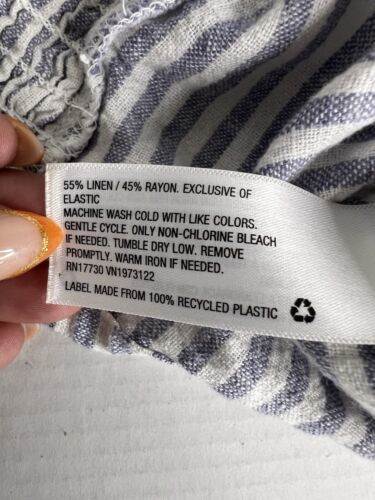 55% LINEN / 45% RAYON. EXCLUSIVE OF
ELASTIC
MACHINE WASH COLD WITH LIKE COLORS.
GENTLE CYCLE. ONLY NON-CHLORINE BLEACH
IF NEEDED. TUMBLE DRY LOW. REMOVE
PROMPTLY. WARM IRON IF NEEDED.
RN17730 VN1973122
LABEL MADE FROM 100% RECYCLED PLASTIC